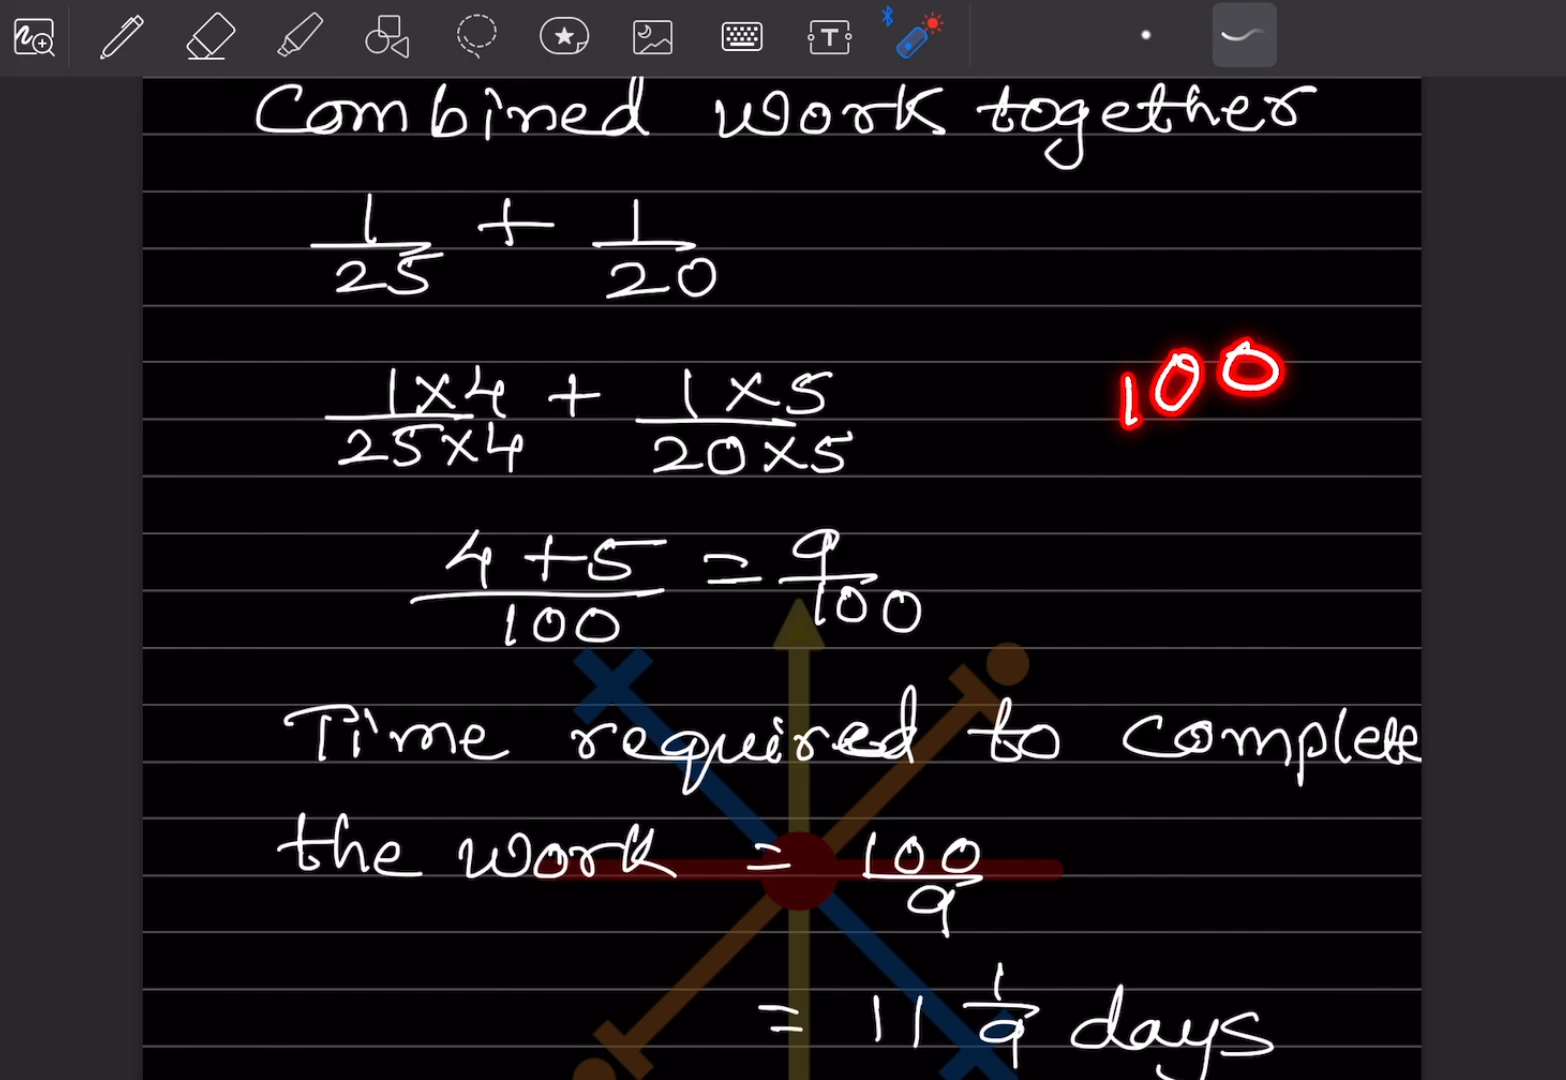 Combined work together
1/25 + 1/20
1×4/25×4 + 1×5/20×5
100
4+5/100 = 9/100
Time required to complete
the work = 100/9
= 11 1/9 days